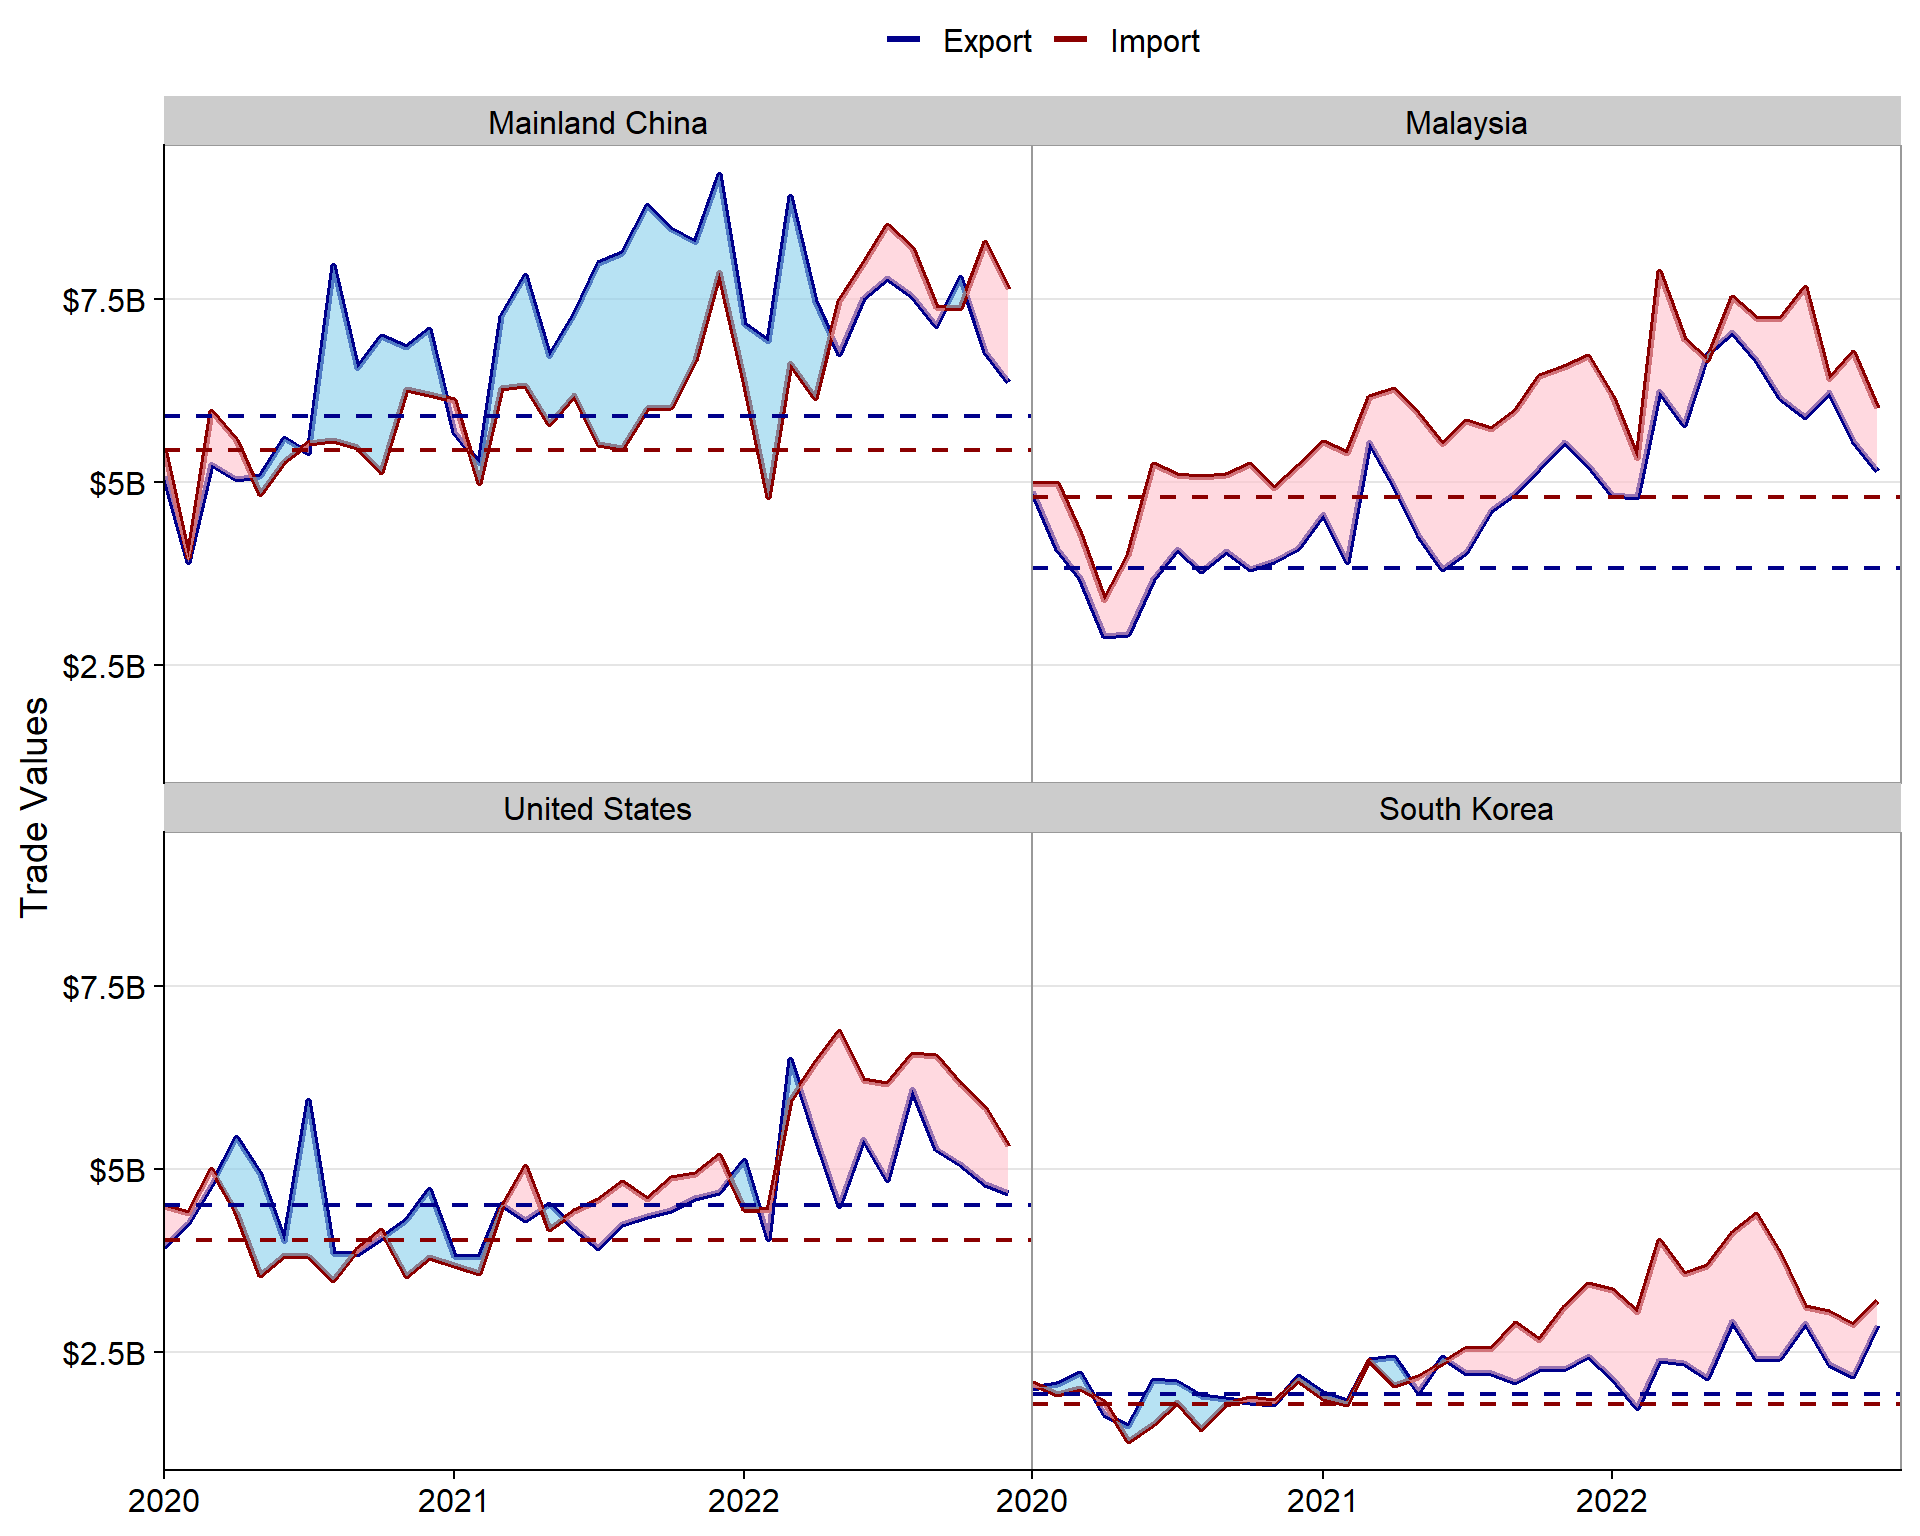 Export Import
Mainland China
Malaysia
$7.5B
$5B
$2.5B
Trade Values
United States
South Korea
$7.5B
$5B
$2.5B
2020 2021 2022 2020 2021 2022